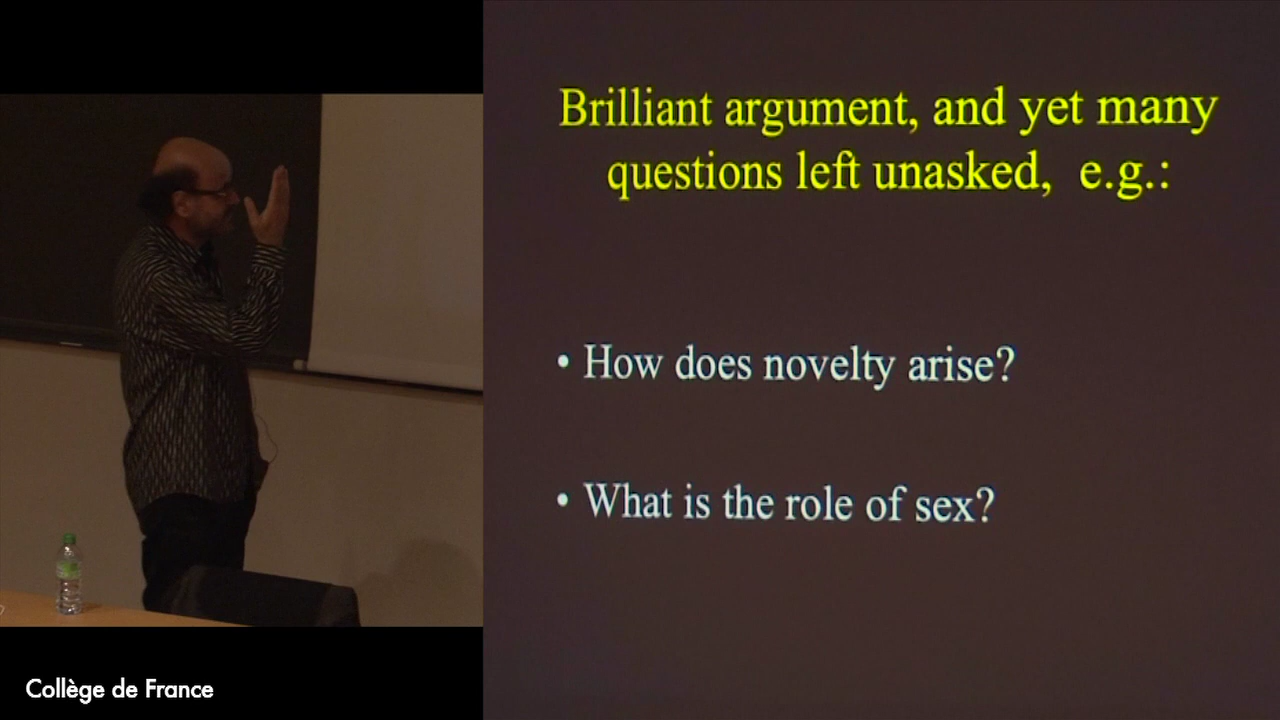 Brilliant argument, and yet many
questions left unasked, e.g.:
• How does novelty arise?
• What is the role of sex?
Collège de France